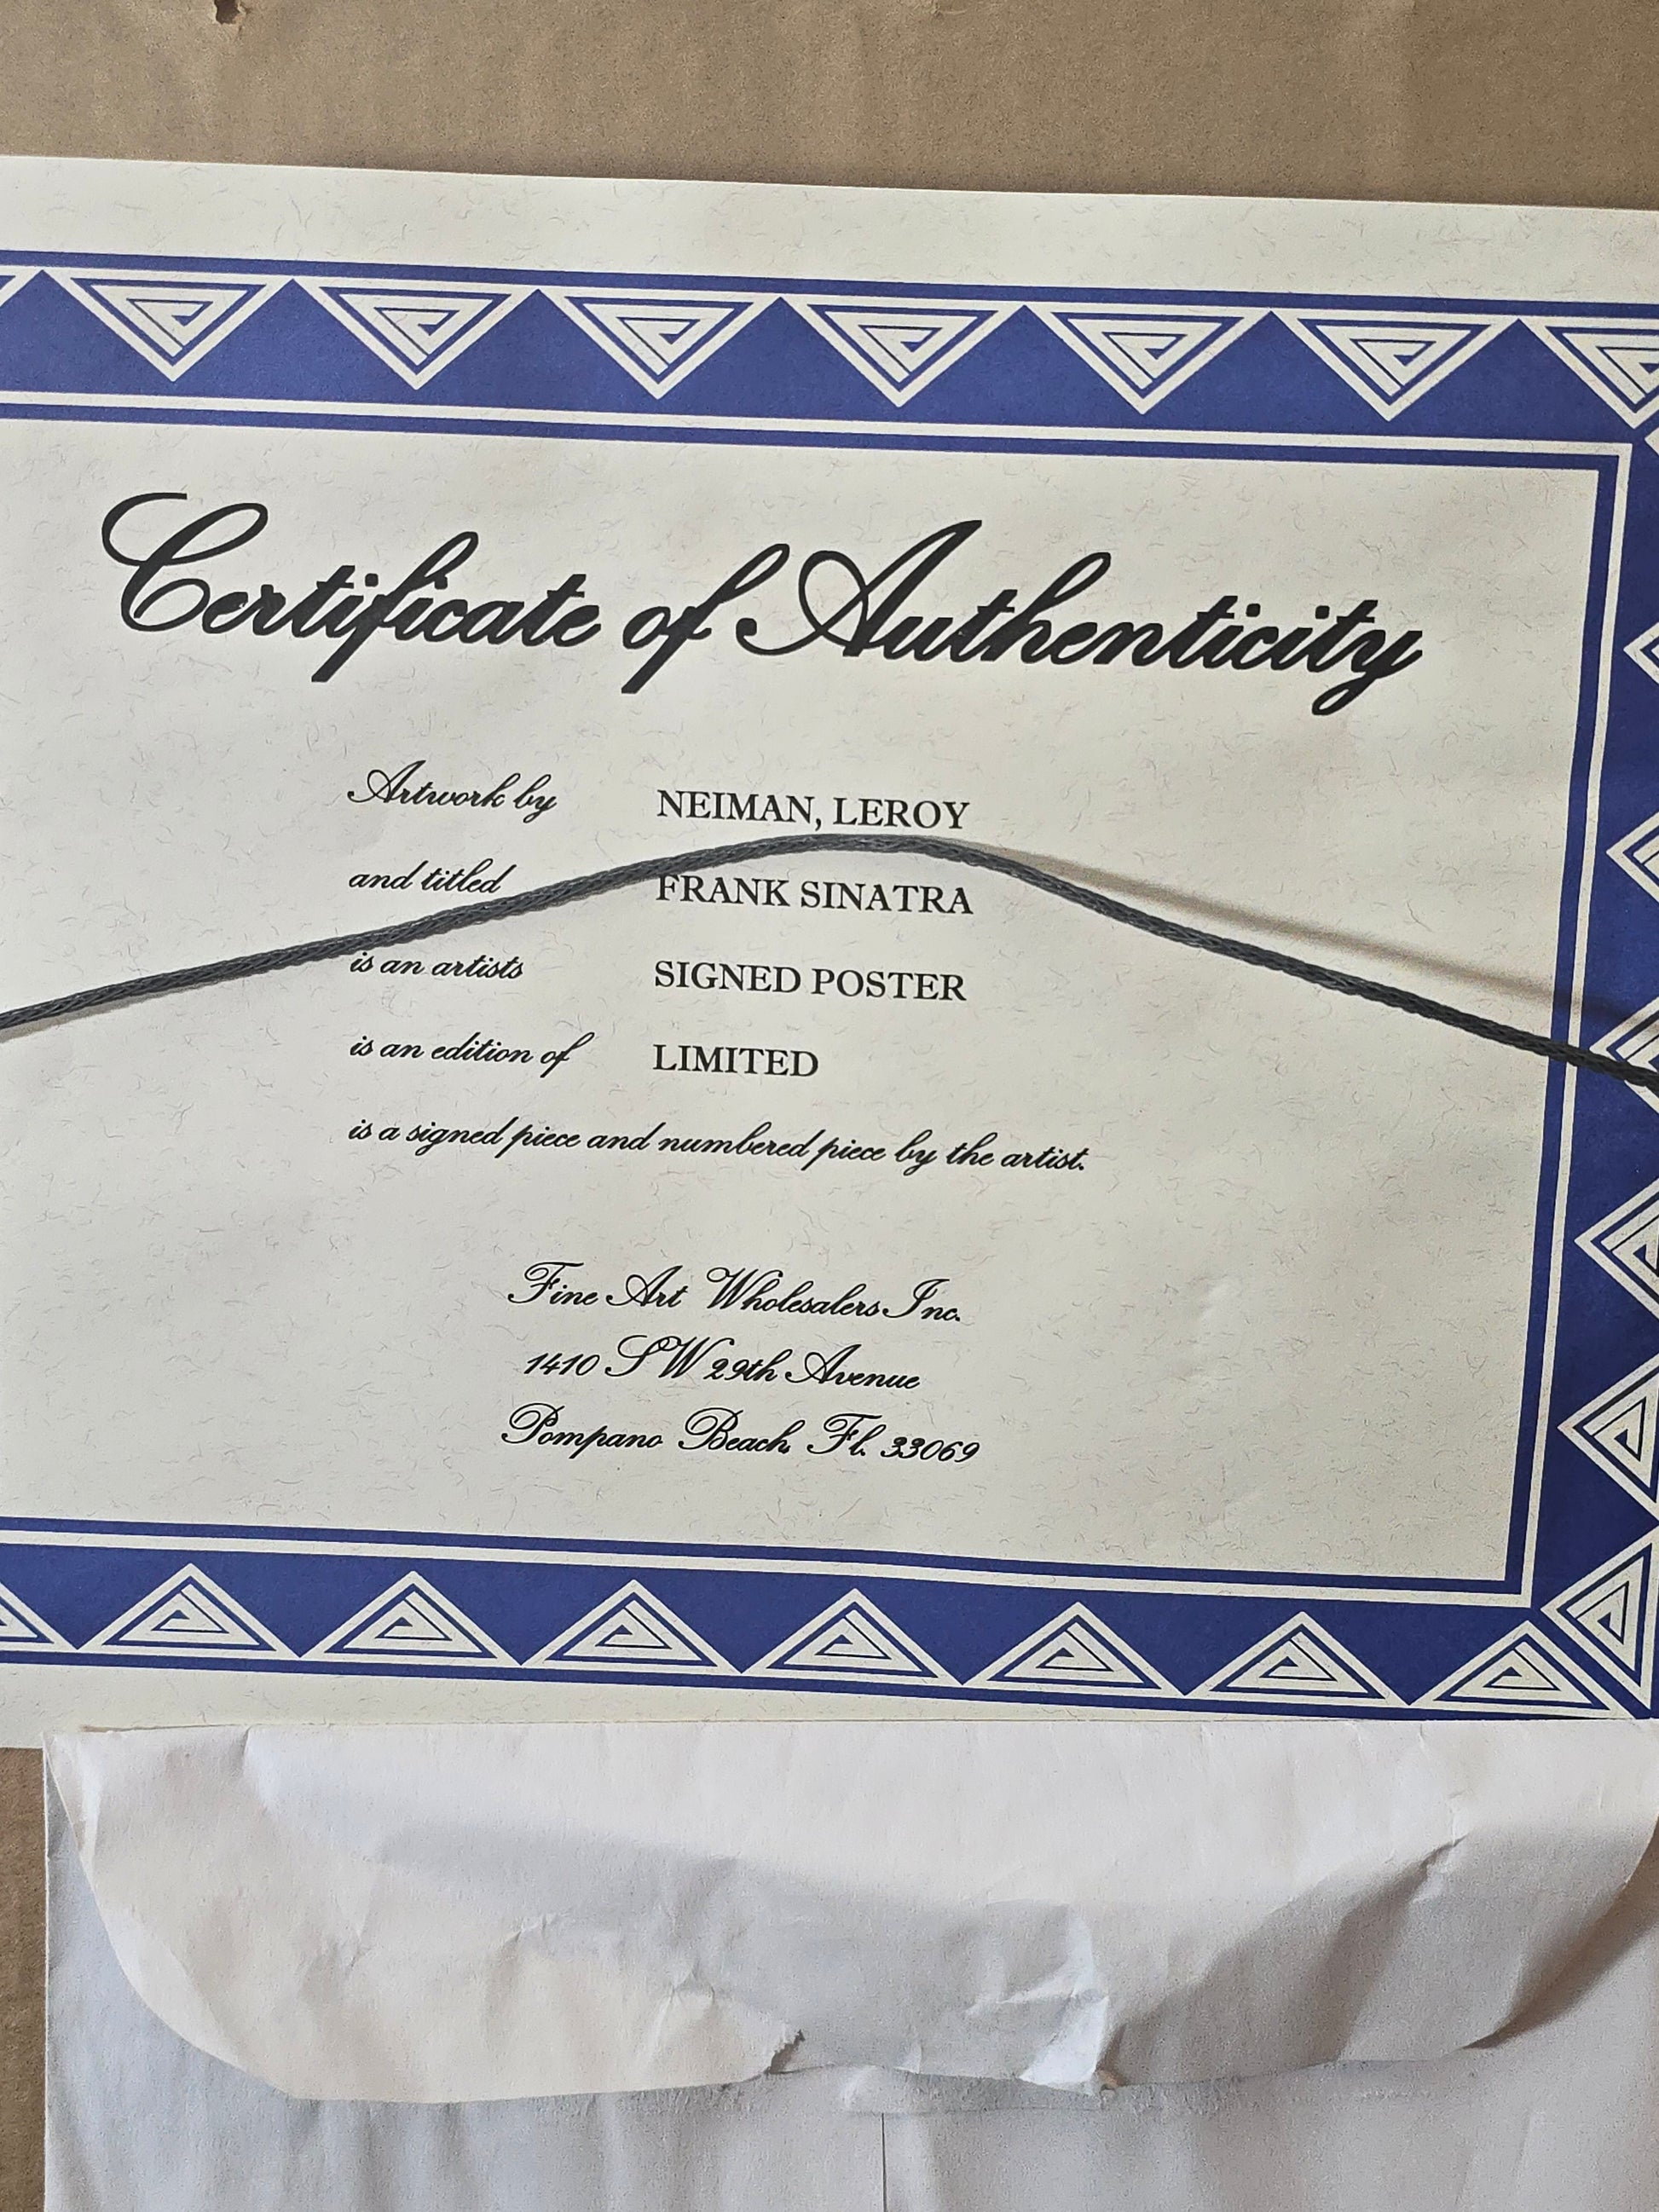 Certificate of Authenticity
Artwork by NEIMAN, LEROY
and titled FRANK SINATRA
is an artists SIGNED POSTER
is an edition of LIMITED
is a signed piece and numbered piece by the artist.
Fine Art Wholesalers Inc.
1410 SW 29th Avenue
Pompano Beach, Fl. 33069